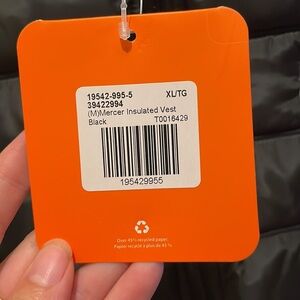 19542-995-5 XL/TG
39422994
(M)Mercer Insulated Vest
Black T0016429
195429955
Over 45% recycled paper.
Papier recyclé à plus de 45 %